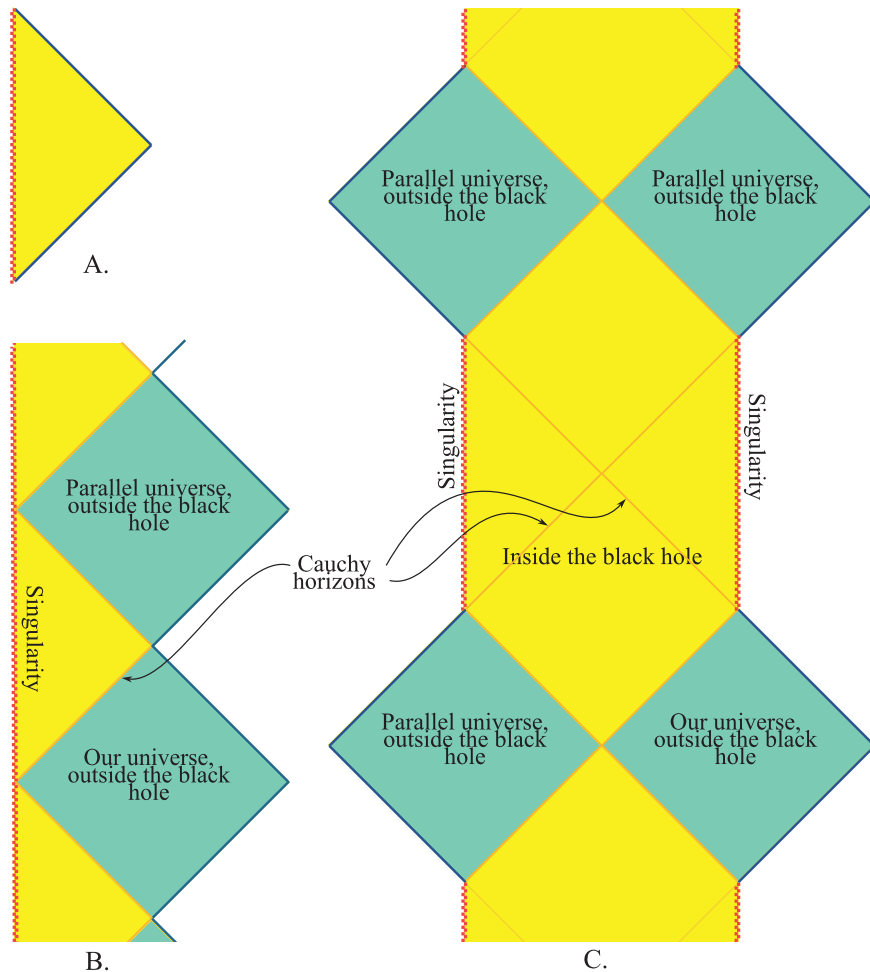 A.
Parallel universe,
outside the black
hole
Singularity
Our universe,
outside the black
hole
B.
Cauchy
horizons
Parallel universe,
outside the black
hole
Parallel universe,
outside the black
hole
Singularity
Singularity
Inside the black hole
Parallel universe,
outside the black
hole
Our universe,
outside the black
hole
C.